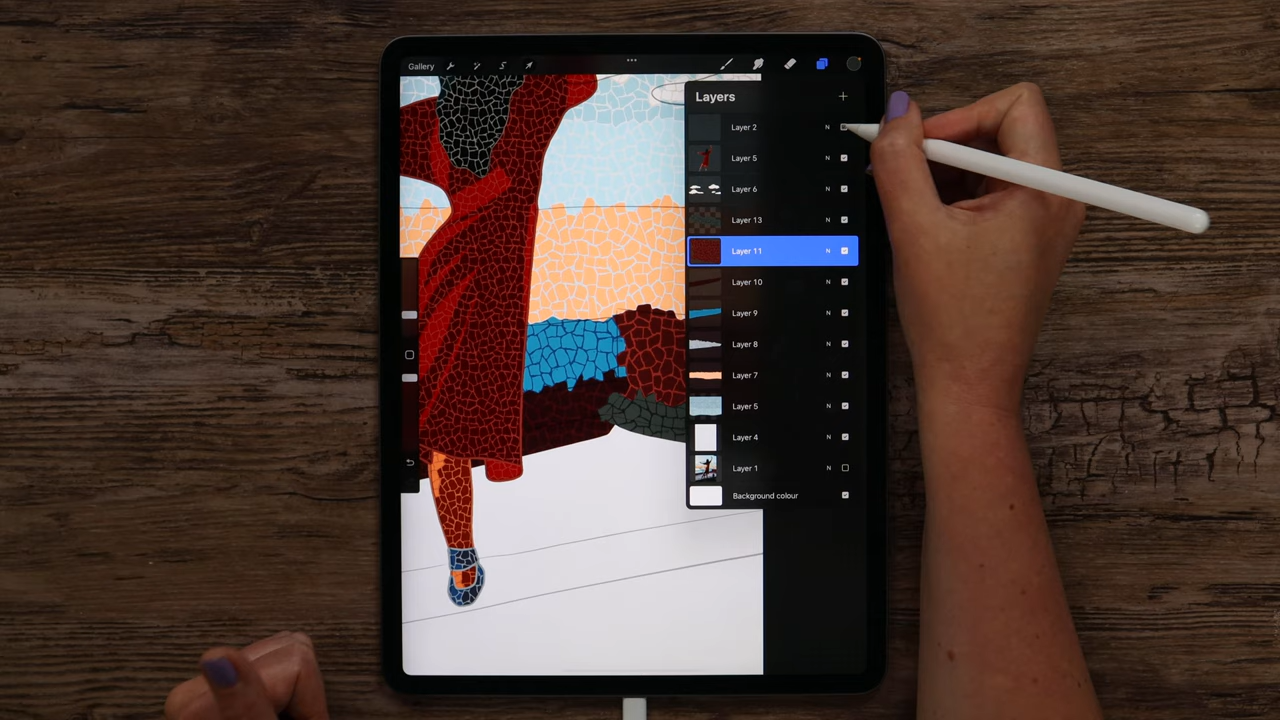 Gallery
Layers
Layer 2 N
Layer 5 N
Layer 6 N
Layer 13 N
Layer 11 N
Layer 10 N
Layer 9 N
Layer 8 N
Layer 7 N
Layer 5 N
Layer 4 N
Layer 1 N
Background colour